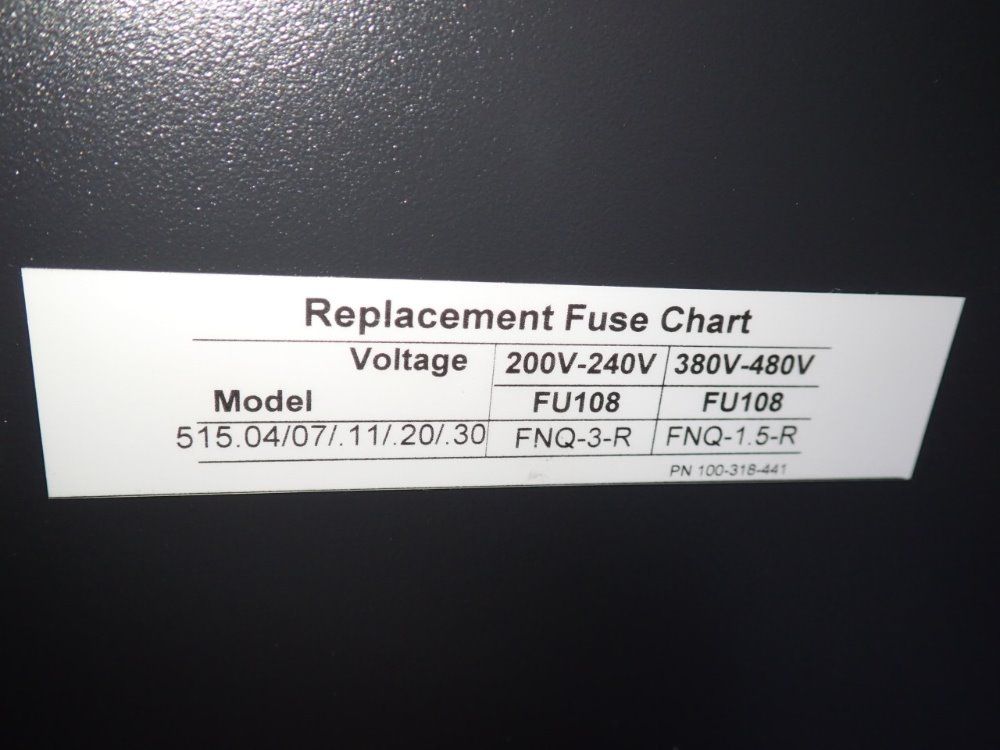 Replacement Fuse Chart
Voltage 200V-240V 380V-480V
Model FU108 FU108
515.04/07/.11/.20/.30 FNQ-3-R FNQ-1.5-R
PN 100-318-441